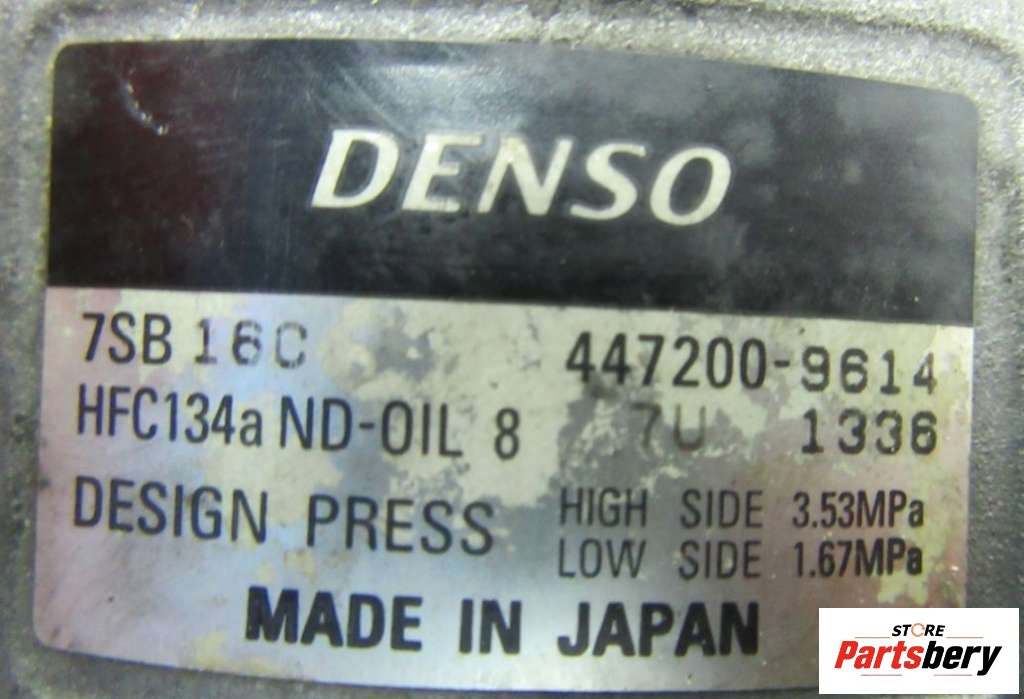 DENSO
7SB 16C 447200-9614
HFC134a ND-OIL 8 7U 1336
DESIGN PRESS HIGH SIDE 3.53MPa
LOW SIDE 1.67MPa
MADE IN JAPAN
STORE
Partsbery